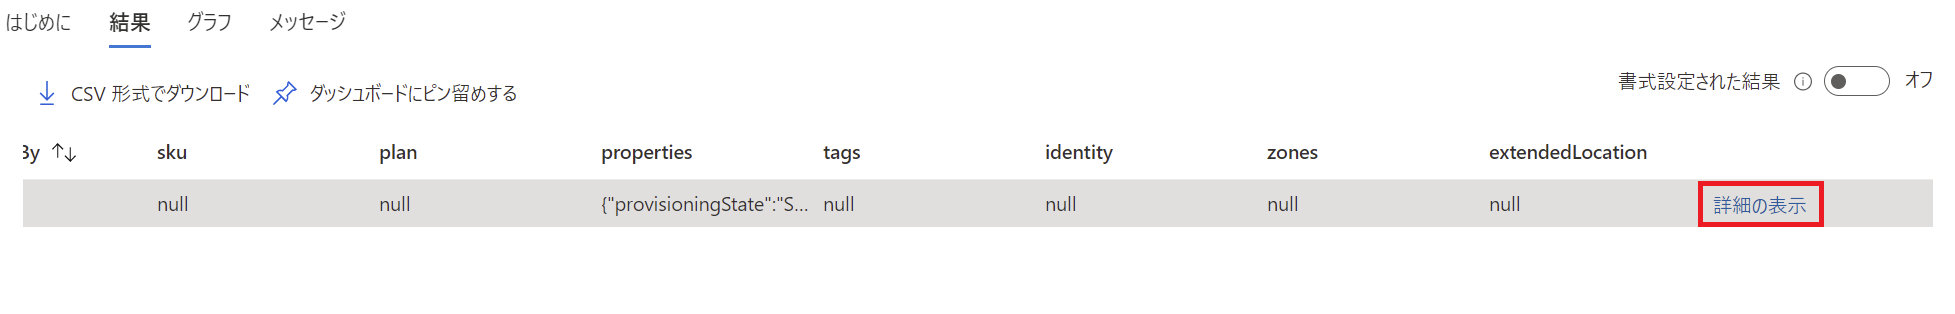 はじめに 結果 グラフ メッセージ
CSV 形式でダウンロード ダッシュボードにピン留めする 書式設定された結果 オフ
By sku plan properties tags identity zones extendedLocation
null null {"provisioningState":"S... null null null null 詳細の表示